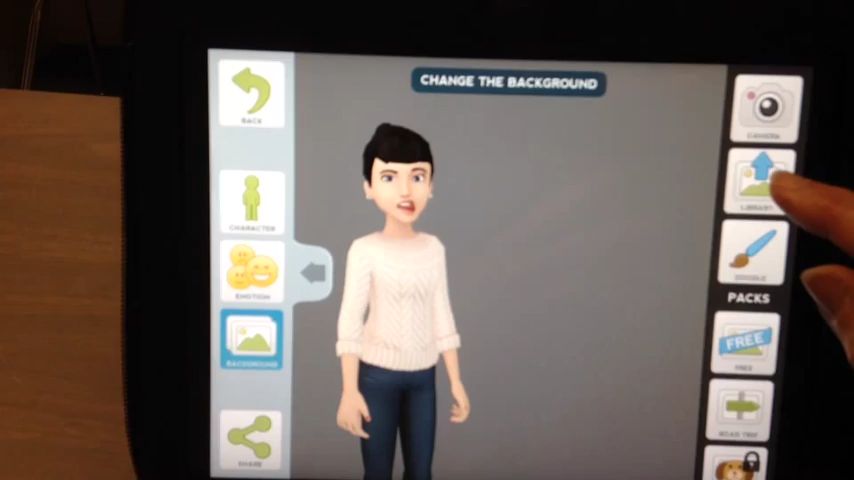 CHANGE THE BACKGROUND
BACK
CHARACTER
EMOTION
BACKGROUND
SHARE
CAMERA
LIBRARY
DOODLE
PACKS
FREE
FREE
ROAD TRIP